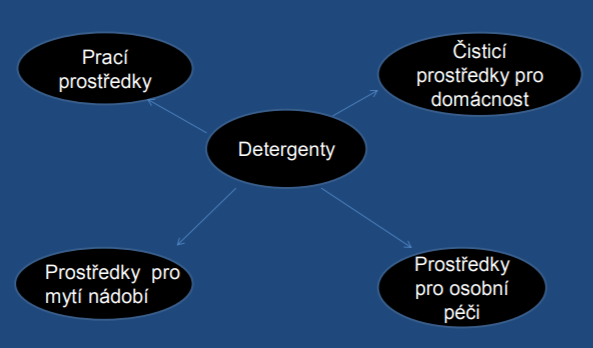 Prací
prostředky
Čisticí
prostředky pro
domácnost
Detergenty
Prostředky pro
mytí nádobí
Prostředky
pro osobní
péči